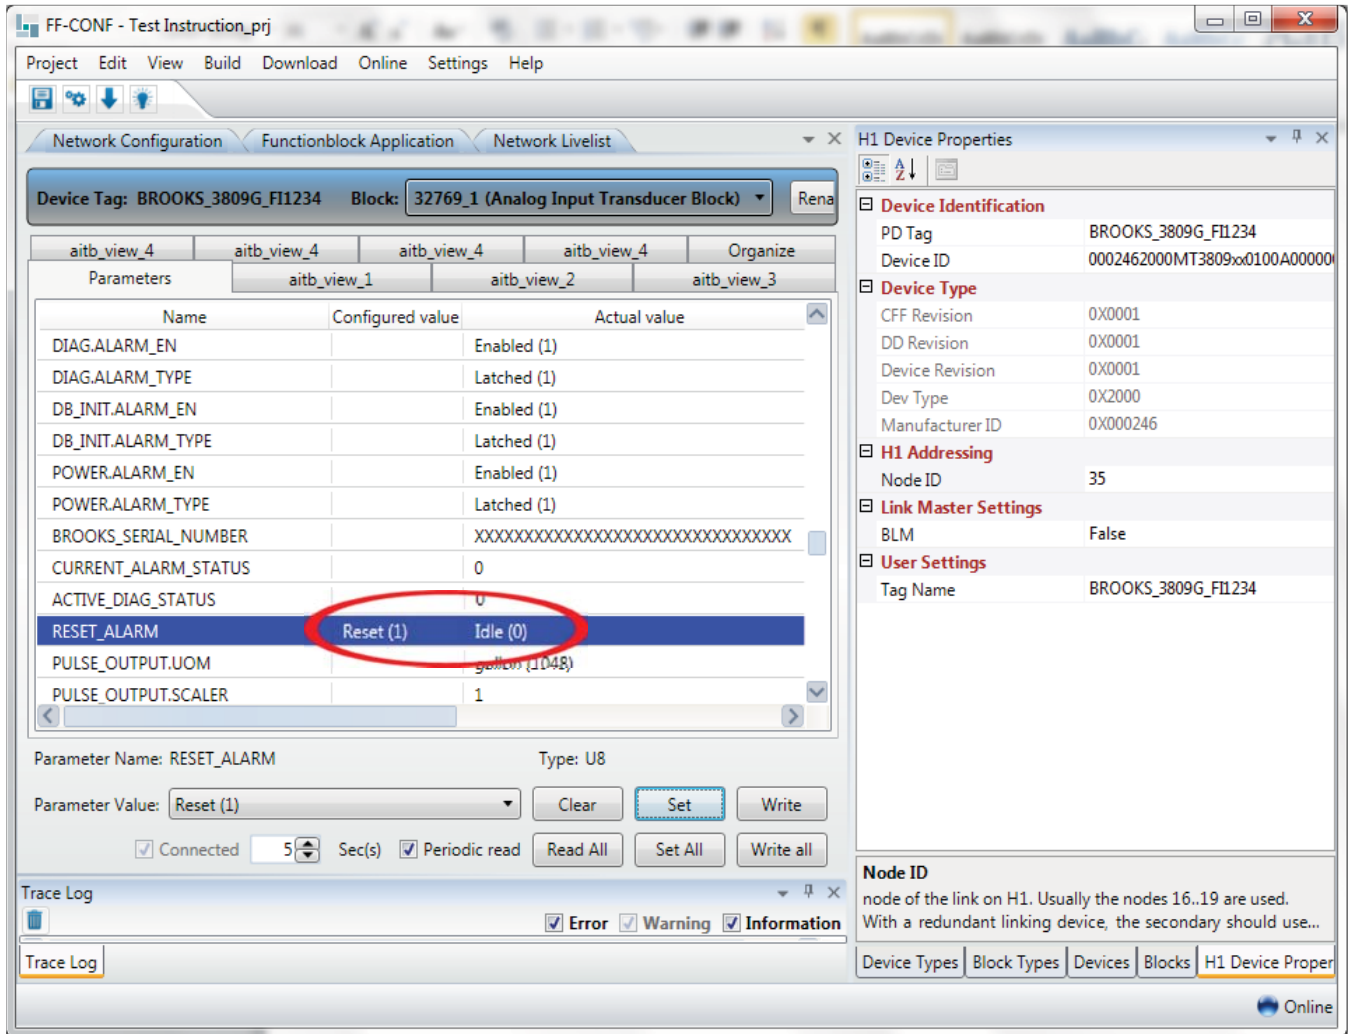 FF-CONF - Test Instruction_prj
Project Edit View Build Download Online Settings Help
Network Configuration Functionblock Application Network Livelist
Device Tag: BROOKS_3809G_FI1234 Block: 32769_1 (Analog Input Transducer Block) Rena
aitb_view_4 aitb_view_4 aitb_view_4 aitb_view_4 Organize
Parameters aitb_view_1 aitb_view_2 aitb_view_3
Name Configured value Actual value
DIAG.ALARM_EN Enabled (1)
DIAG.ALARM_TYPE Latched (1)
DB_INIT.ALARM_EN Enabled (1)
DB_INIT.ALARM_TYPE Latched (1)
POWER.ALARM_EN Enabled (1)
POWER.ALARM_TYPE Latched (1)
BROOKS_SERIAL_NUMBER XXXXXXXXXXXXXXXXXXXXXXXXXXXXXXXX
CURRENT_ALARM_STATUS 0
ACTIVE_DIAG_STATUS 0
RESET_ALARM Reset (1) Idle (0)
PULSE_OUTPUT.UOM gallon (1048)
PULSE_OUTPUT.SCALER 1
Parameter Name: RESET_ALARM Type: U8
Parameter Value: Reset (1) Clear Set Write
Connected 5 Sec(s) Periodic read Read All Set All Write all
Trace Log
Error Warning Information
Trace Log
H1 Device Properties
Device Identification
PD Tag BROOKS_3809G_FI1234
Device ID 0002462000MT3809xx0100A00000
Device Type
CFF Revision 0X0001
DD Revision 0X0001
Device Revision 0X0001
Dev Type 0X2000
Manufacturer ID 0X000246
H1 Addressing
Node ID 35
Link Master Settings
BLM False
User Settings
Tag Name BROOKS_3809G_FI1234
Node ID
node of the link on H1. Usually the nodes 16..19 are used.
With a redundant linking device, the secondary should use...
Device Types Block Types Devices Blocks H1 Device Proper
Online